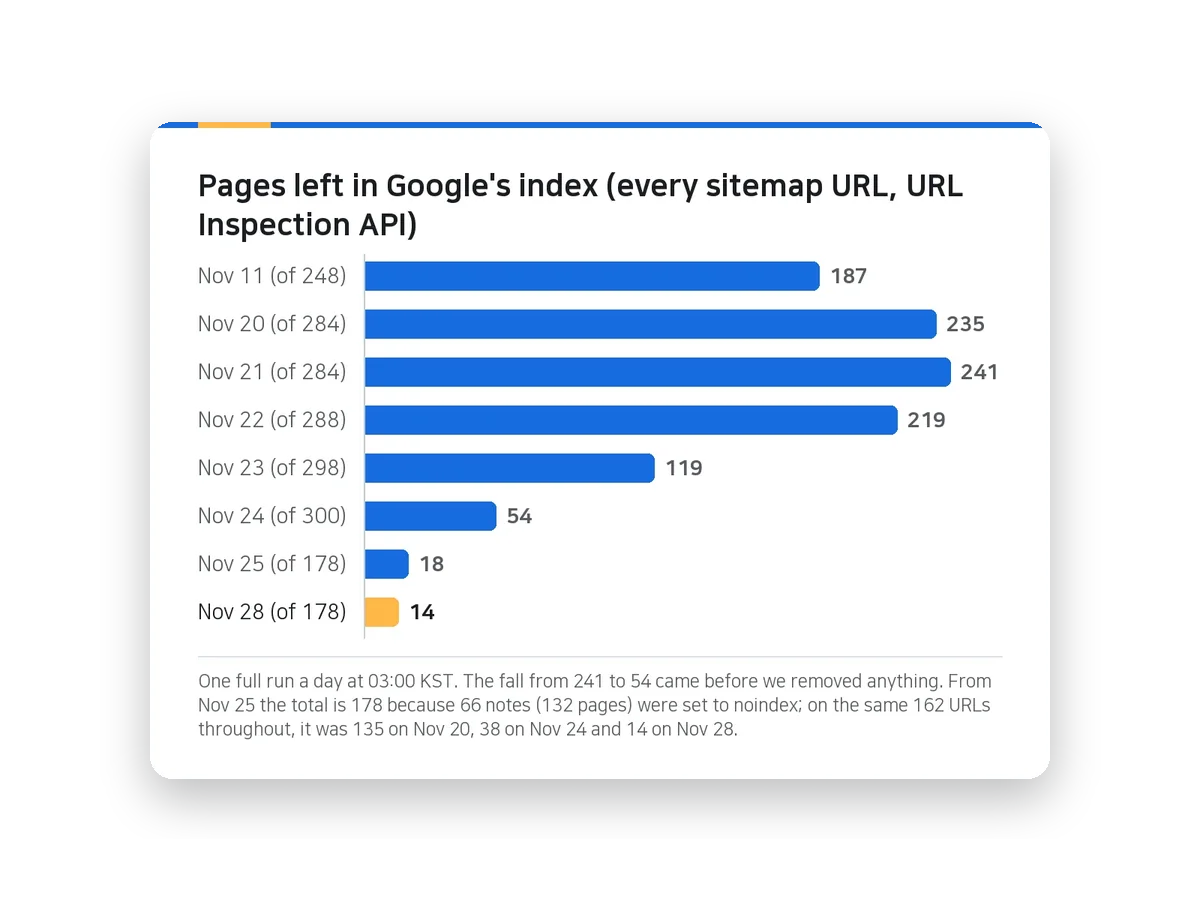 Pages left in Google's index (every sitemap URL, URL
Inspection API)
Nov 11 (of 248) 187
Nov 20 (of 284) 235
Nov 21 (of 284) 241
Nov 22 (of 288) 219
Nov 23 (of 298) 119
Nov 24 (of 300) 54
Nov 25 (of 178) 18
Nov 28 (of 178) 14
One full run a day at 03:00 KST. The fall from 241 to 54 came before we removed anything. From
Nov 25 the total is 178 because 66 notes (132 pages) were set to noindex; on the same 162 URLs
throughout, it was 135 on Nov 20, 38 on Nov 24 and 14 on Nov 28.